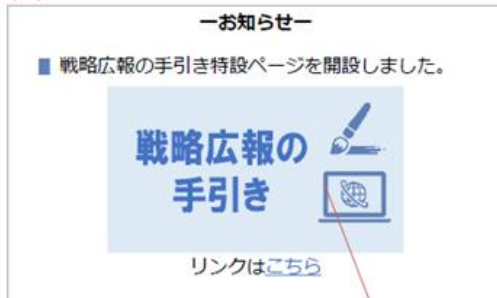 ーお知らせー
■ 戦略広報の手引き特設ページを開設しました。
戦略広報の
手引き
リンクはこちら